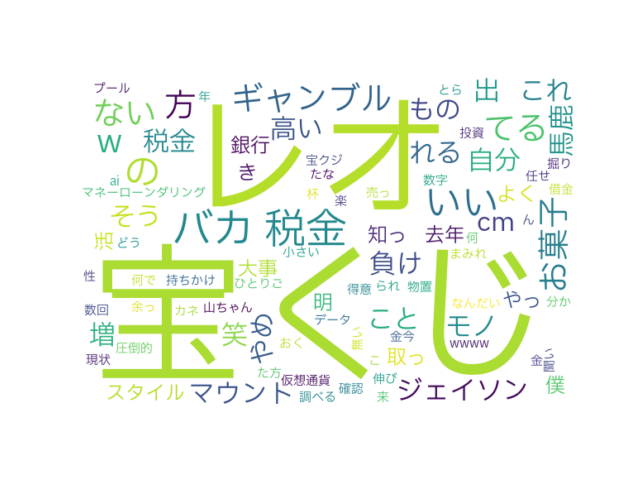 プール
年
ギャンブル
とら
出
これ
ない
方
レオ
もの
てる
馬鹿
w
税金
の
銀行
高い
れる
投資
自分
掘り
き
宝クジ
ai
たな
数字
任せ
マネーローンダリング
杯
売っ
いい
よく
借金
そう
楽
バカ
税金
cm
ん
お菓子
活
どう
知っ
去年
何
宝くじ
小さい
まみれ
大事
負け
性
何で
持ちかけ
ひとりこ
得意
られ
物置
なんだい
やっ
分か
数回
余っ
カネ
山ちゃん
明
データ
こと
モノ
増
笑
やめ
wwww
圧倒的
おく
金今
現状
こ
取っ
金
た方
仮想通貨
伸び
僕
スタイル
マウント
調べる
確認
来
ジェイソン